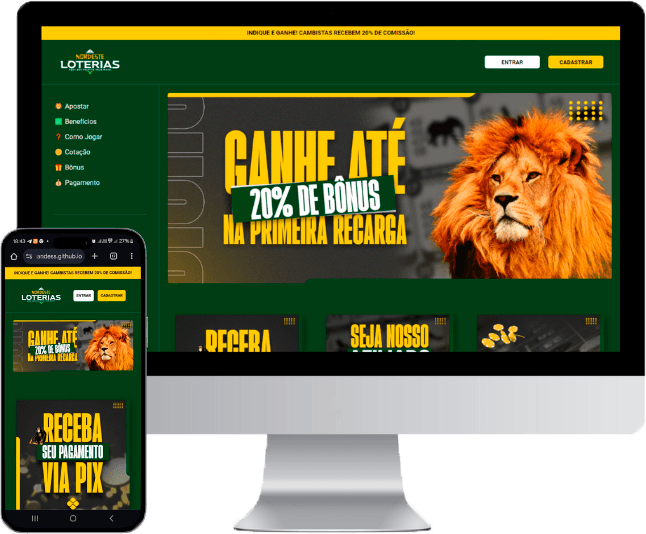 INDIQUE E GANHE! CAMBISTAS RECEBEM 20% DE COMISSÃO!
NORDESTE
LOTERIAS
ENTRAR
CADASTRAR
Apostar
Benefícios
Como Jogar
Cotação
Bônus
Pagamento
GANHE ATÉ
20% DE BÔNUS
NA PRIMEIRA RECARGA
RECEBA
SEJA NOSSO
AFILIADO
18:43
27%
andess.github.io
INDIQUE E GANHE! CAMBISTAS RECEBEM 20% DE COMISSÃO!
NORDESTE
LOTERIAS
ENTRAR
CADASTRAR
GANHE ATÉ
20% DE BÔNUS
NA PRIMEIRA RECARGA
RECEBA
SEU PAGAMENTO
VIA PIX